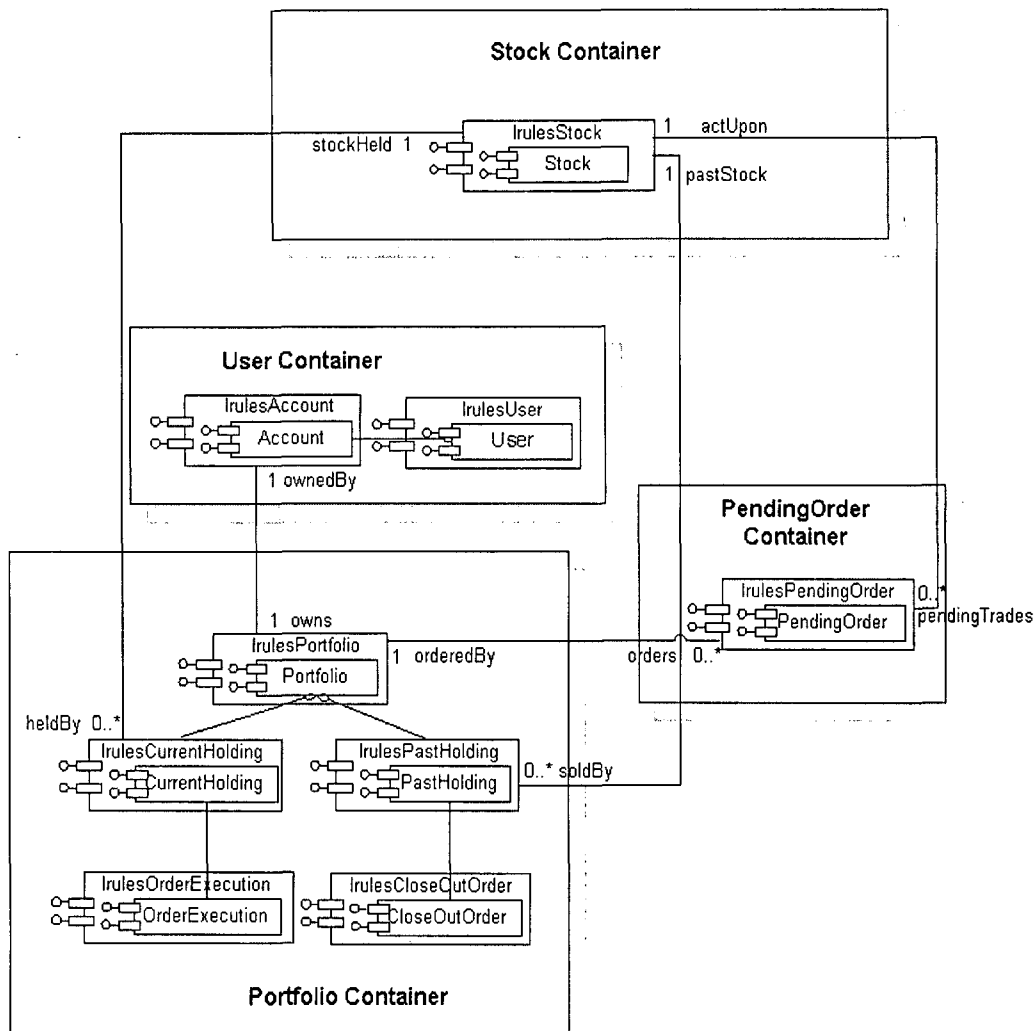 Stock Container
IrulesStock
1 actUpon
stockHeld 1
Stock
1 pastStock
User Container
IrulesAccount
IrulesUser
Account
User
1 ownedBy
PendingOrder
Container
IrulesPendingOrder
0..*
PendingOrder
pendingTrades
1 owns
IrulesPortfolio
1 orderedBy
orders 0..*
Portfolio
heldBy 0..*
IrulesCurrentHolding
IrulesPastHolding
CurrentHolding
PastHolding
0..* soldBy
IrulesOrderExecution
IrulesCloseOutOrder
OrderExecution
CloseOutOrder
Portfolio Container